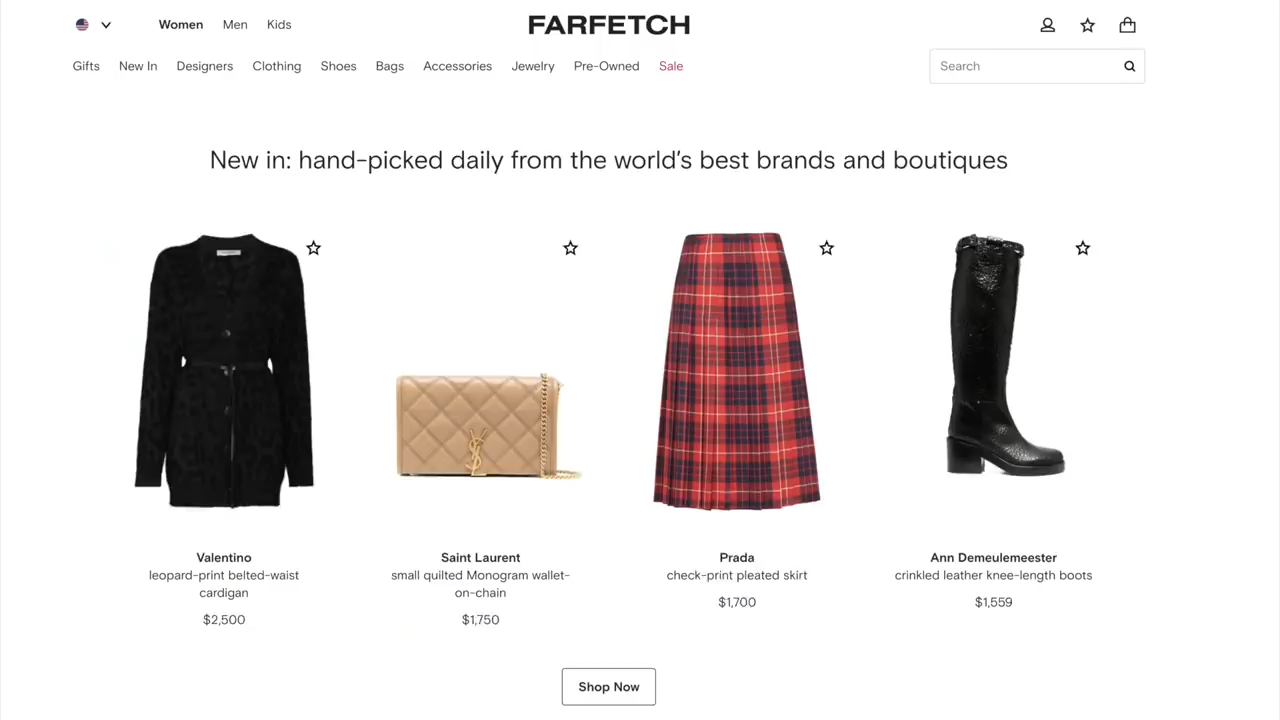 Women Men Kids
FARFETCH
Gifts New In Designers Clothing Shoes Bags Accessories Jewelry Pre-Owned Sale
Search
New in: hand-picked daily from the world's best brands and boutiques
Valentino
leopard-print belted-waist
cardigan
$2,500
Saint Laurent
small quilted Monogram wallet-
on-chain
$1,750
Prada
check-print pleated skirt
$1,700
Ann Demeulemeester
crinkled leather knee-length boots
$1,559
Shop Now